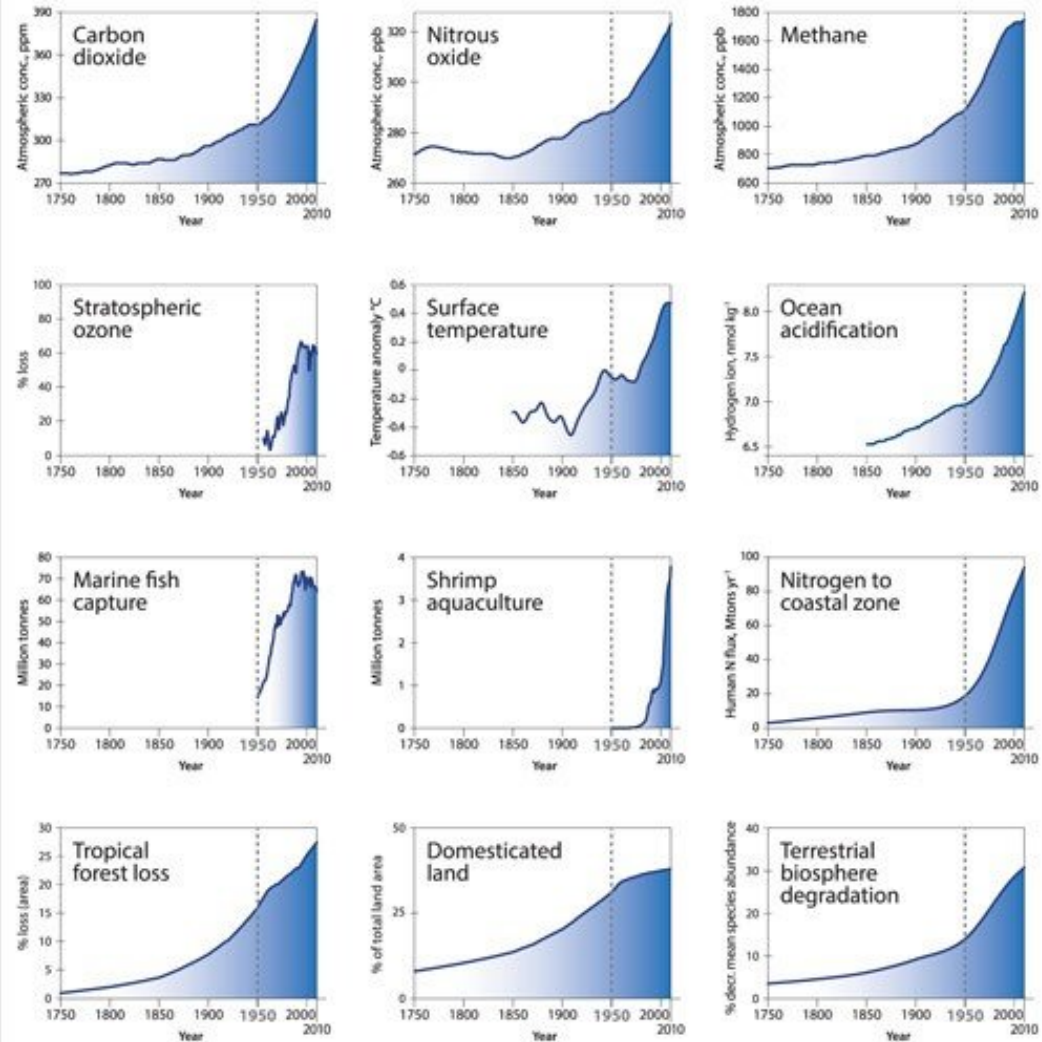 Carbon
dioxide
Atmospheric conc., ppm
390
360
330
300
270
1750 1800 1850 1900 1950 2000
2010
Year
Nitrous
oxide
Atmospheric conc., ppb
320
300
280
260
1750 1800 1850 1900 1950 2000
2010
Year
Methane
Atmospheric conc., ppb
1800
1600
1400
1200
1000
800
600
1750 1800 1850 1900 1950 2000
2010
Year
Stratospheric
ozone
% loss
100
80
60
40
20
0
1750 1800 1850 1900 1950 2000
2010
Year
Surface
temperature
Temperature anomaly °C
0.6
0.4
0.2
0
-0.2
-0.4
-0.6
1750 1800 1850 1900 1950 2000
2010
Year
Ocean
acidification
Hydrogen ion, nmol kg⁻¹
8.0
7.5
7.0
6.5
1750 1800 1850 1900 1950 2000
2010
Year
Marine fish
capture
Million tonnes
80
70
60
50
40
30
20
10
0
1750 1800 1850 1900 1950 2000
2010
Year
Shrimp
aquaculture
Million tonnes
4
3
2
1
0
1750 1800 1850 1900 1950 2000
2010
Year
Nitrogen to
coastal zone
Human N flux, Mtons yr⁻¹
100
80
60
40
20
0
1750 1800 1850 1900 1950 2000
2010
Year
Tropical
forest loss
% loss (area)
30
25
20
15
10
5
0
1750 1800 1850 1900 1950 2000
2010
Year
Domesticated
land
% of total land area
50
25
0
1750 1800 1850 1900 1950 2000
2010
Year
Terrestrial
biosphere
degradation
% decr. mean species abundance
40
30
20
10
0
1750 1800 1850 1900 1950 2000
2010
Year